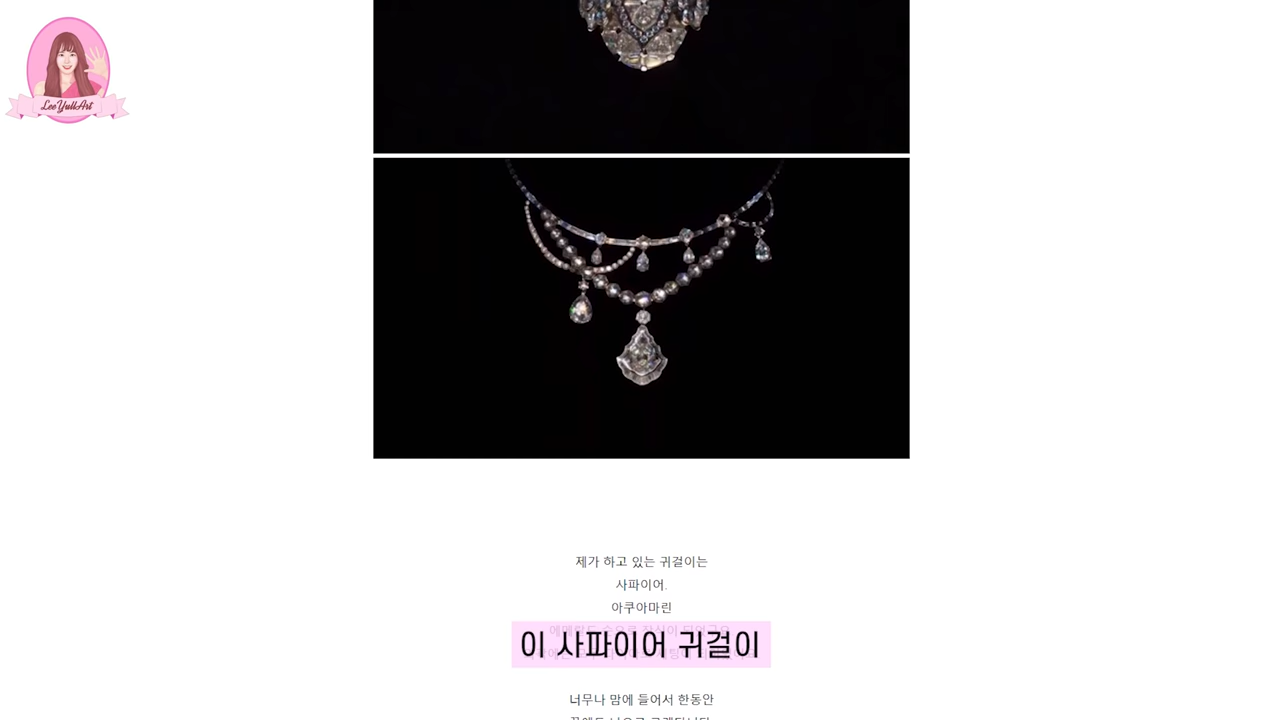 LeeYullArt
제가 하고 있는 귀걸이는
사파이어.
아쿠아마린
이 사파이어 귀걸이
너무나 맘에 들어서 한동안